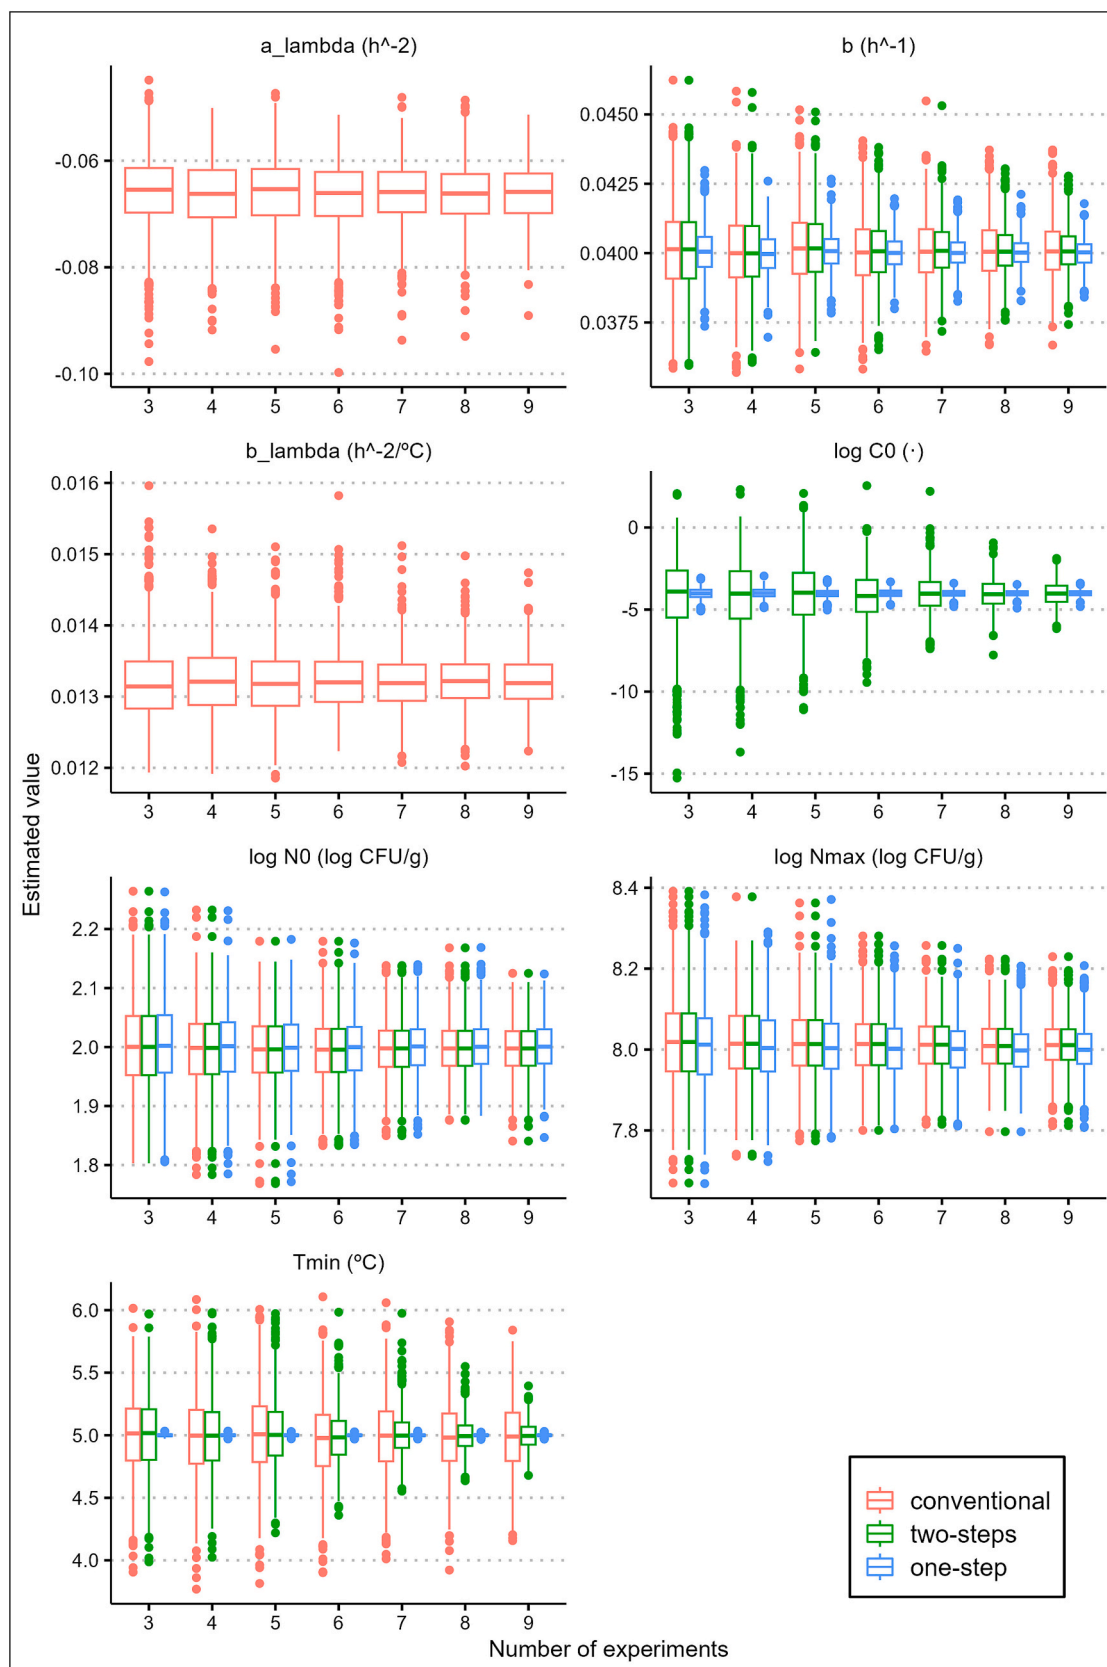 a_lambda (h^-2)
b (h^-1)
-0.06
-0.08
-0.10
3 4 5 6 7 8 9
0.0450
0.0425
0.0400
0.0375
3 4 5 6 7 8 9
b_lambda (h^-2/ºC)
log C0 (·)
0.016
0.015
0.014
0.013
0.012
3 4 5 6 7 8 9
0
-5
-10
-15
3 4 5 6 7 8 9
Estimated value
log N0 (log CFU/g)
log Nmax (log CFU/g)
2.2
2.1
2.0
1.9
1.8
3 4 5 6 7 8 9
8.4
8.2
8.0
7.8
3 4 5 6 7 8 9
Tmin (ºC)
6.0
5.5
5.0
4.5
4.0
3 4 5 6 7 8 9
conventional
two-steps
one-step
Number of experiments